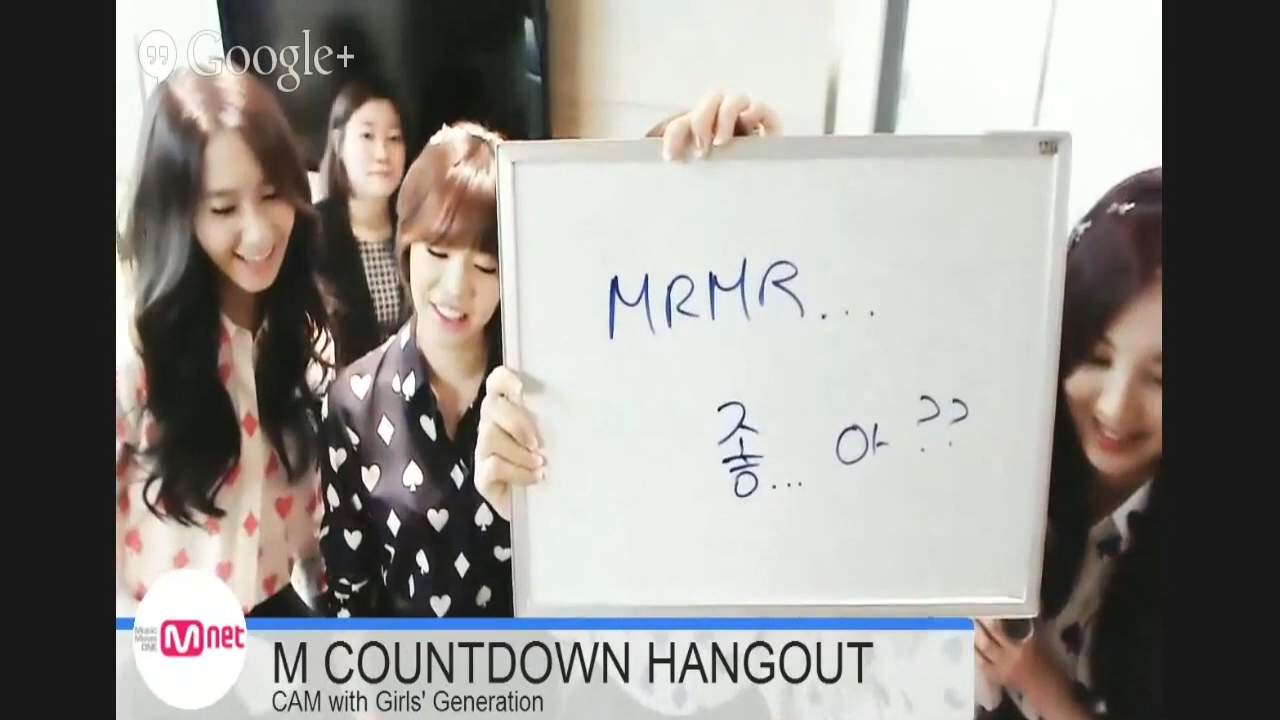 Google+
MRMR...
좋... 아??
Music Makes ONE
Mnet
M COUNTDOWN HANGOUT
CAM with Girls' Generation